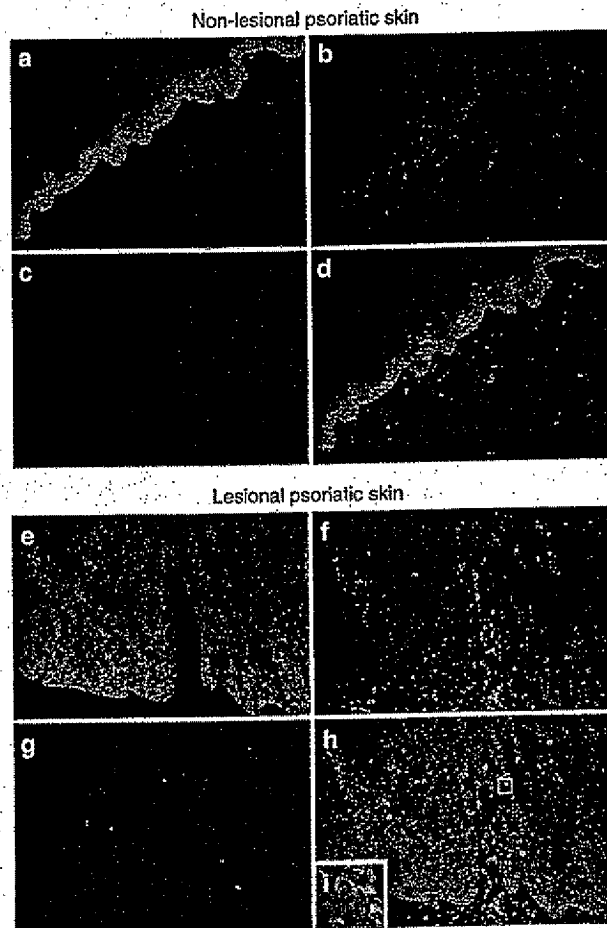 Non-lesional psoriatic skin
a
b
c
d
Lesional psoriatic skin
e
f
g
h
i